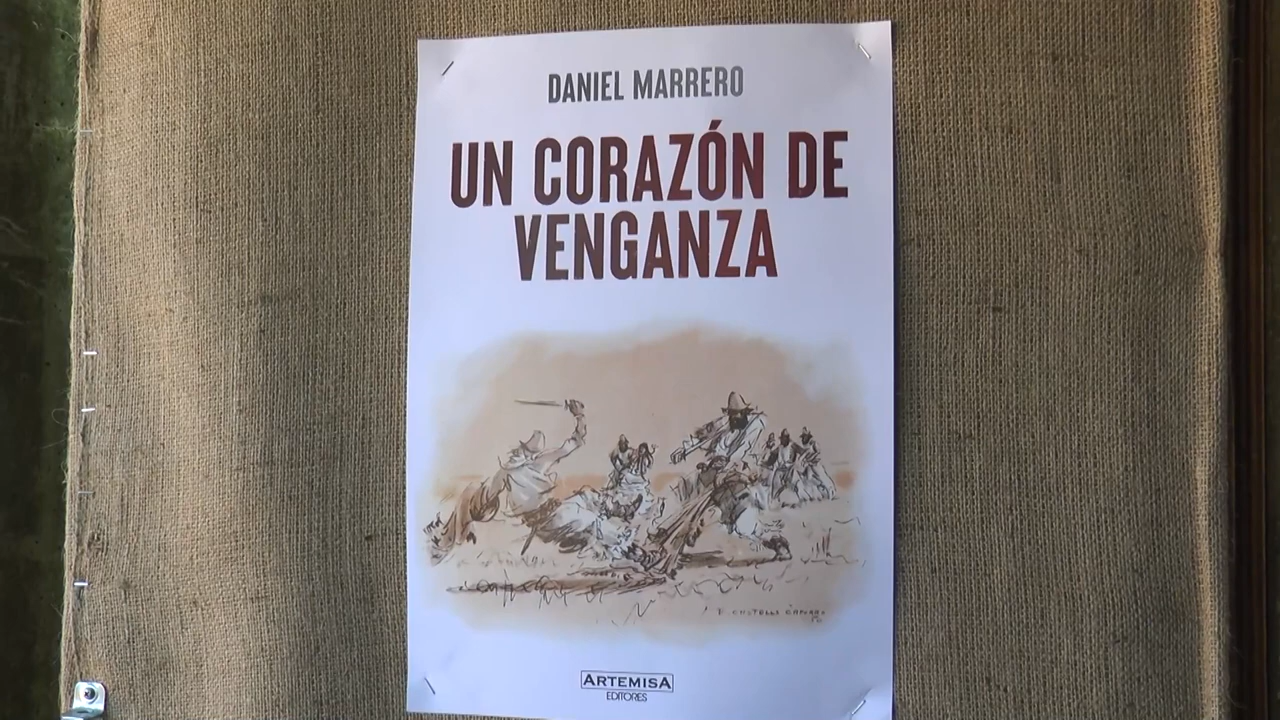 DANIEL MARRERO
UN CORAZÓN DE
VENGANZA
ARTEMISA
EDITORES